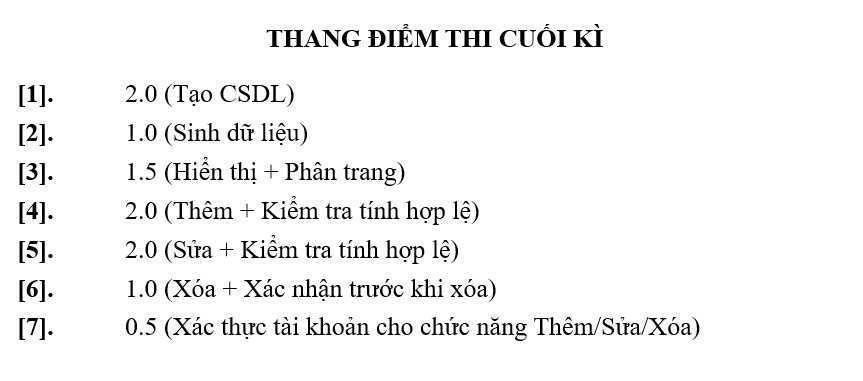 THANG ĐIỂM THI CUỐI KÌ
[1]. 2.0 (Tạo CSDL)
[2]. 1.0 (Sinh dữ liệu)
[3]. 1.5 (Hiển thị + Phân trang)
[4]. 2.0 (Thêm + Kiểm tra tính hợp lệ)
[5]. 2.0 (Sửa + Kiểm tra tính hợp lệ)
[6]. 1.0 (Xóa + Xác nhận trước khi xóa)
[7]. 0.5 (Xác thực tài khoản cho chức năng Thêm/Sửa/Xóa)